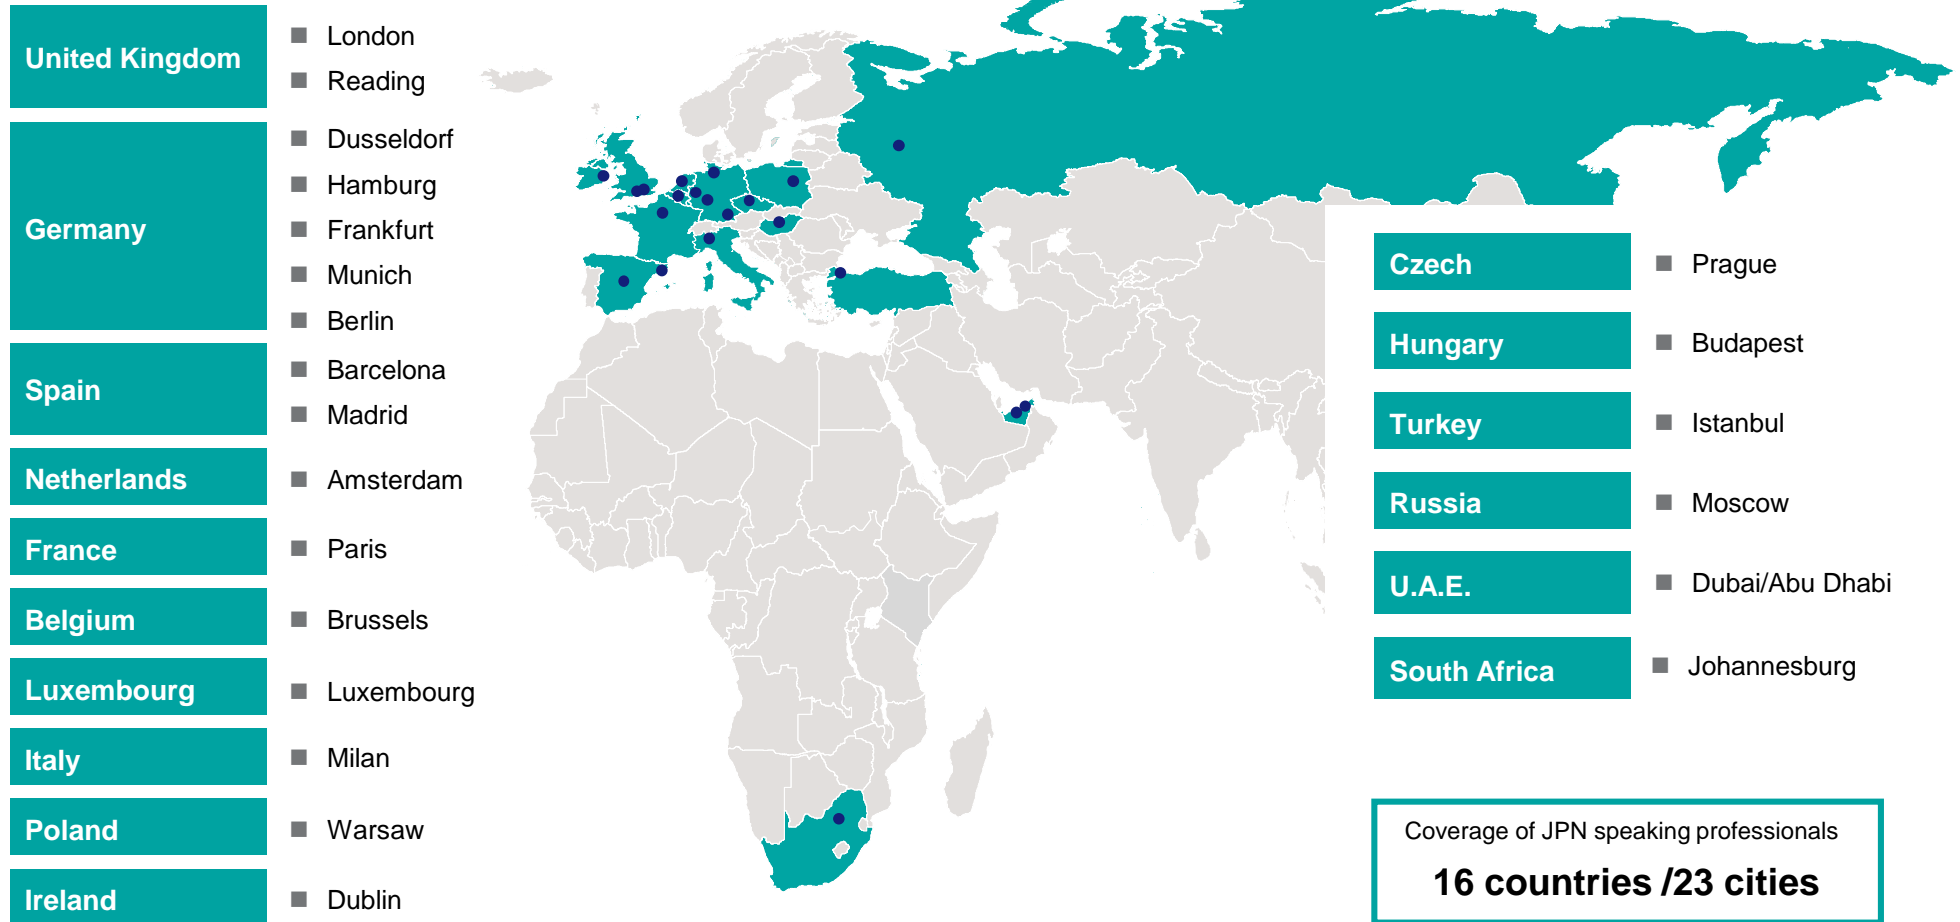 United Kingdom
London
Reading
Germany
Dusseldorf
Hamburg
Frankfurt
Munich
Berlin
Spain
Barcelona
Madrid
Netherlands
Amsterdam
France
Paris
Belgium
Brussels
Luxembourg
Luxembourg
Italy
Milan
Poland
Warsaw
Ireland
Dublin
Czech
Prague
Hungary
Budapest
Turkey
Istanbul
Russia
Moscow
U.A.E.
Dubai/Abu Dhabi
South Africa
Johannesburg
Coverage of JPN speaking professionals
16 countries /23 cities